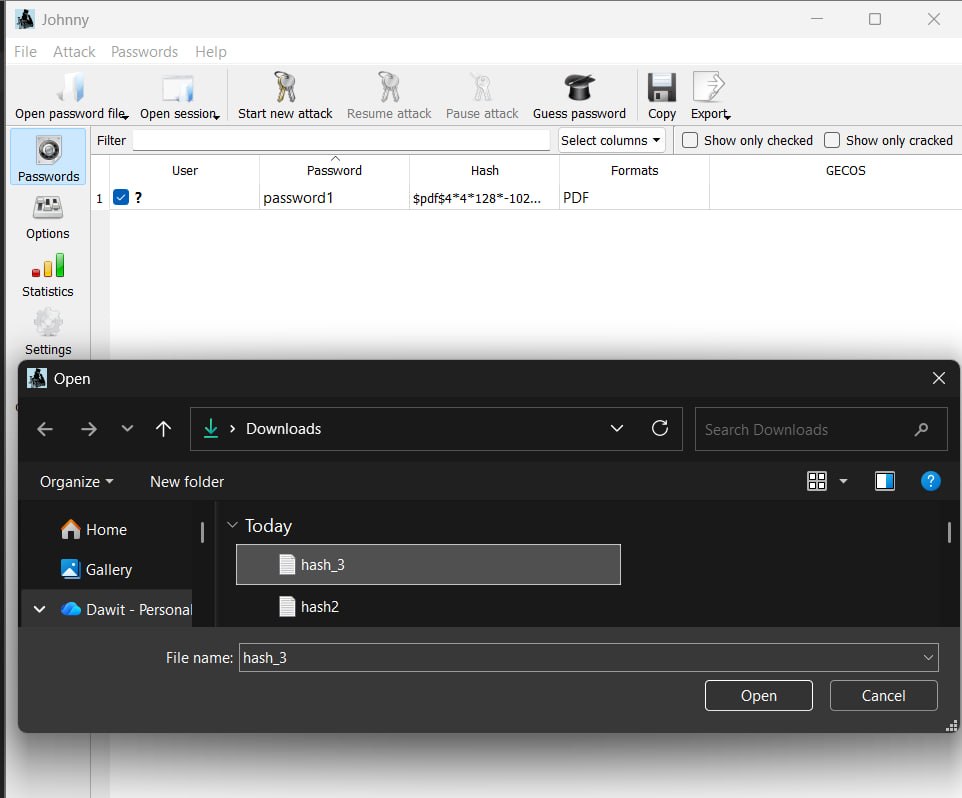 Johnny
File Attack Passwords Help
Open password file Open session Start new attack Resume attack Pause attack Guess password Copy Export
Filter Select columns Show only checked Show only cracked
Passwords
User Password Hash Formats GECOS
1 ? password1 $pdf$4*4*128*-102... PDF
Options
Statistics
Settings
Open
Downloads Search Downloads
Organize New folder ?
Home
Today
Gallery
hash_3
Dawit - Personal
hash2
File name: hash_3
Open Cancel